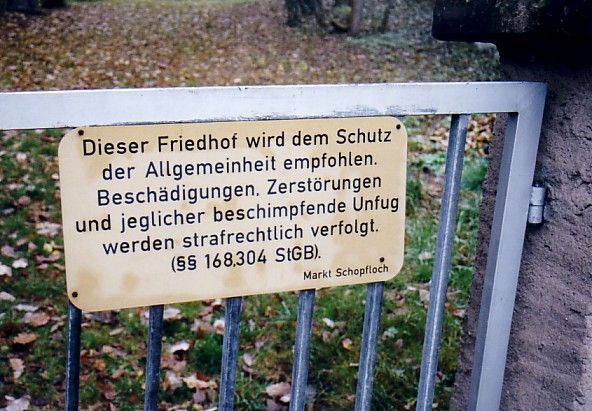 Dieser Friedhof wird dem Schutz
der Allgemeinheit empfohlen.
Beschädigungen, Zerstörungen
und jeglicher beschimpfende Unfug
werden strafrechtlich verfolgt.
(§§ 168,304 StGB).
Markt Schopfloch